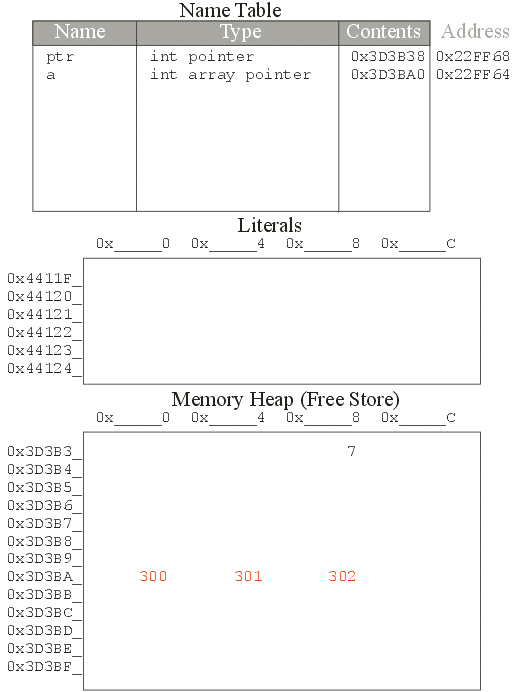 Name Table
Name Type Contents Address
ptr int pointer 0x3D3B38 0x22FF68
a int array pointer 0x3D3BA0 0x22FF64
Literals
0x_____0 0x_____4 0x_____8 0x_____C
0x4411F_
0x44120_
0x44121_
0x44122_
0x44123_
0x44124_
Memory Heap (Free Store)
0x_____0 0x_____4 0x_____8 0x_____C
0x3D3B3_ 7
0x3D3B4_
0x3D3B5_
0x3D3B6_
0x3D3B7_
0x3D3B8_
0x3D3B9_
0x3D3BA_ 300 301 302
0x3D3BB_
0x3D3BC_
0x3D3BD_
0x3D3BE_
0x3D3BF_